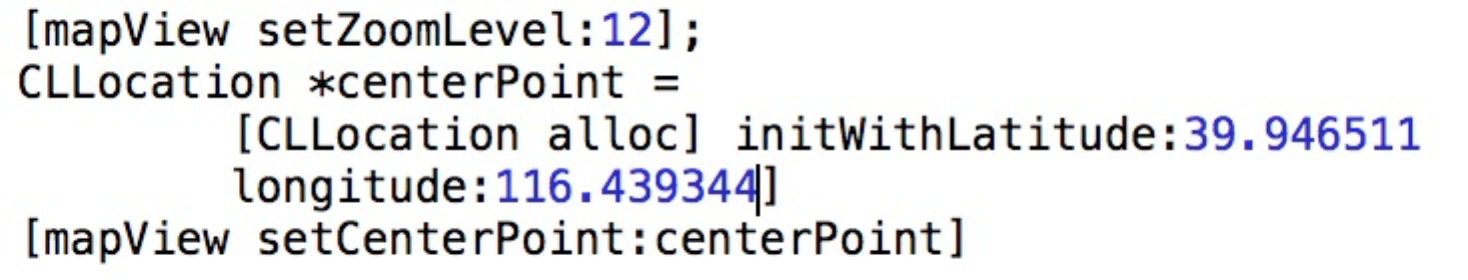 [mapView setZoomLevel:12];
CLLocation *centerPoint =
[CLLocation alloc] initWithLatitude:39.946511
longitude:116.439344]
[mapView setCenterPoint:centerPoint]